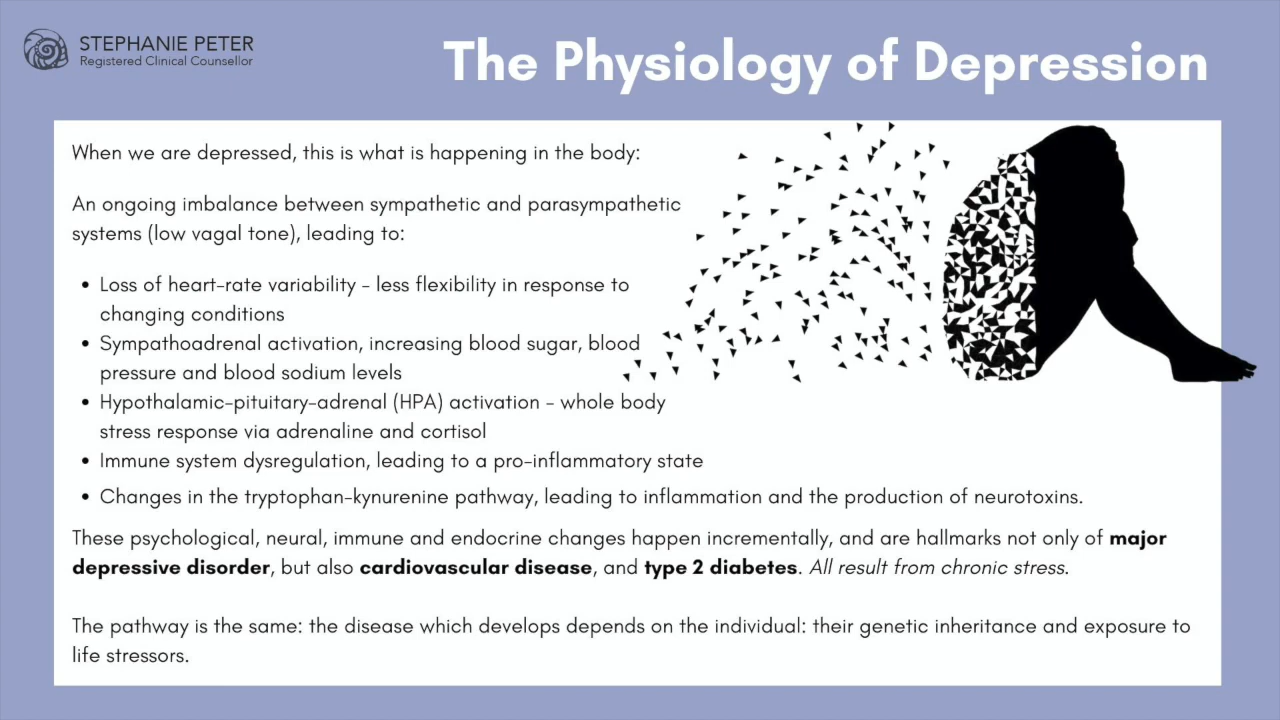 STEPHANIE PETER
Registered Clinical Counsellor
The Physiology of Depression
When we are depressed, this is what is happening in the body:
An ongoing imbalance between sympathetic and parasympathetic
systems (low vagal tone), leading to:
• Loss of heart-rate variability - less flexibility in response to
changing conditions
• Sympathoadrenal activation, increasing blood sugar, blood
pressure and blood sodium levels
• Hypothalamic-pituitary-adrenal (HPA) activation - whole body
stress response via adrenaline and cortisol
• Immune system dysregulation, leading to a pro-inflammatory state
• Changes in the tryptophan-kynurenine pathway, leading to inflammation and the production of neurotoxins.
These psychological, neural, immune and endocrine changes happen incrementally, and are hallmarks not only of major
depressive disorder, but also cardiovascular disease, and type 2 diabetes. All result from chronic stress.
The pathway is the same: the disease which develops depends on the individual: their genetic inheritance and exposure to
life stressors.